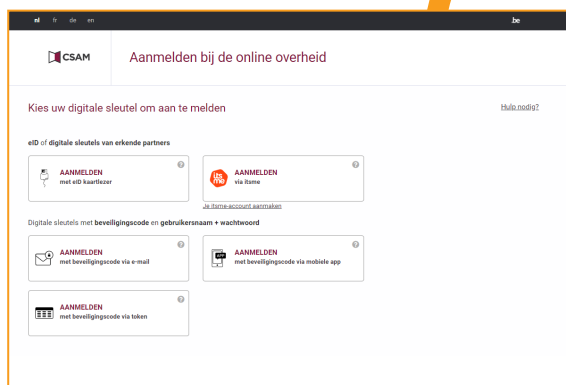 nl fr de en
.be
CSAM
Aanmelden bij de online overheid
Kies uw digitale sleutel om aan te melden
Hulp nodig?
eID of digitale sleutels van erkende partners
?
AANMELDEN
met eID kaartlezer
?
its
me
AANMELDEN
via itsme
Je itsme-account aanmaken
Digitale sleutels met beveiligingscode en gebruikersnaam + wachtwoord
?
AANMELDEN
met beveiligingscode via e-mail
?
APP
AANMELDEN
met beveiligingscode via mobiele app
?
AANMELDEN
met beveiligingscode via token